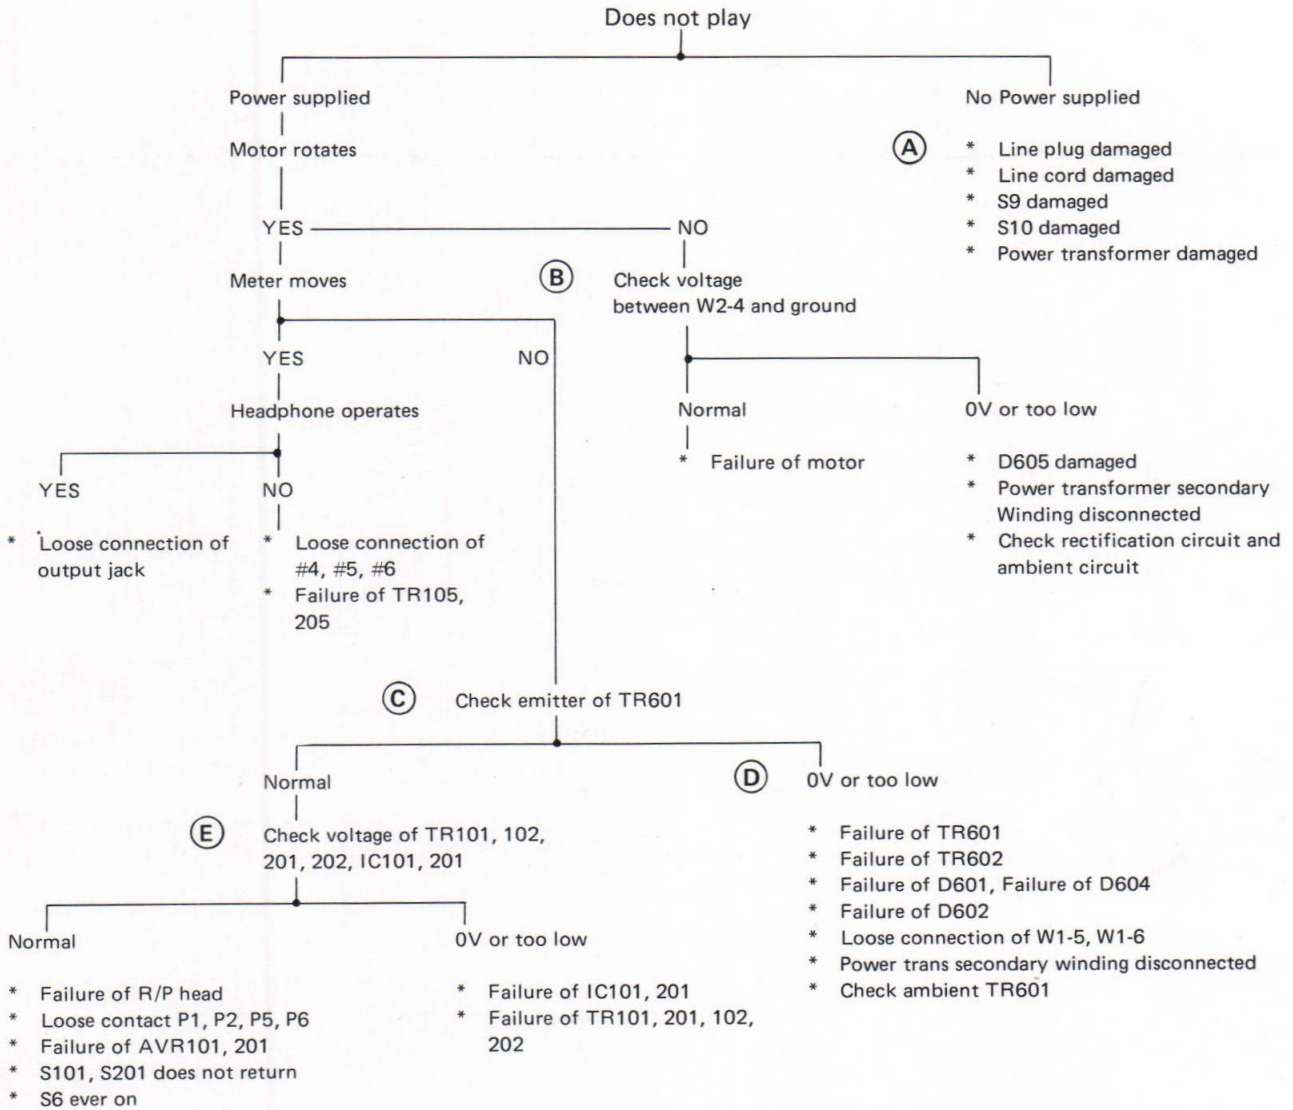 Does not play
Power supplied
No Power supplied
Motor rotates
A
* Line plug damaged
* Line cord damaged
* S9 damaged
* S10 damaged
* Power transformer damaged
YES
NO
Meter moves
B
Check voltage
between W2-4 and ground
YES
NO
Headphone operates
Normal
0V or too low
* Failure of motor
* D605 damaged
* Power transformer secondary
Winding disconnected
* Check rectification circuit and
ambient circuit
YES
NO
* Loose connection of
output jack
* Loose connection of
#4, #5, #6
* Failure of TR105,
205
C
Check emitter of TR601
Normal
D
0V or too low
* Failure of TR601
* Failure of TR602
* Failure of D601, Failure of D604
* Failure of D602
* Loose connection of W1-5, W1-6
* Power trans secondary winding disconnected
* Check ambient TR601
E
Check voltage of TR101, 102,
201, 202, IC101, 201
Normal
0V or too low
* Failure of R/P head
* Loose contact P1, P2, P5, P6
* Failure of AVR101, 201
* S101, S201 does not return
* S6 ever on
* Failure of IC101, 201
* Failure of TR101, 201, 102,
202